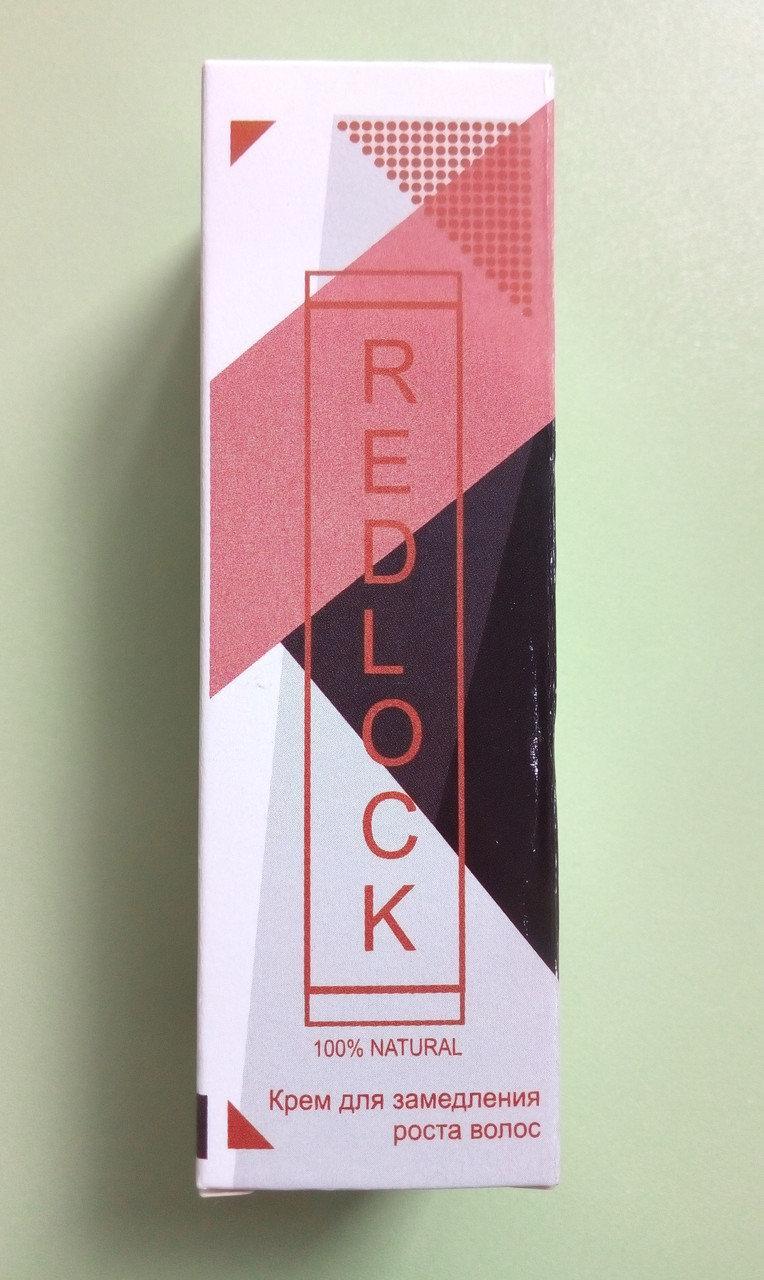 REDLOCK
100% NATURAL
Крем для замедления
роста волос